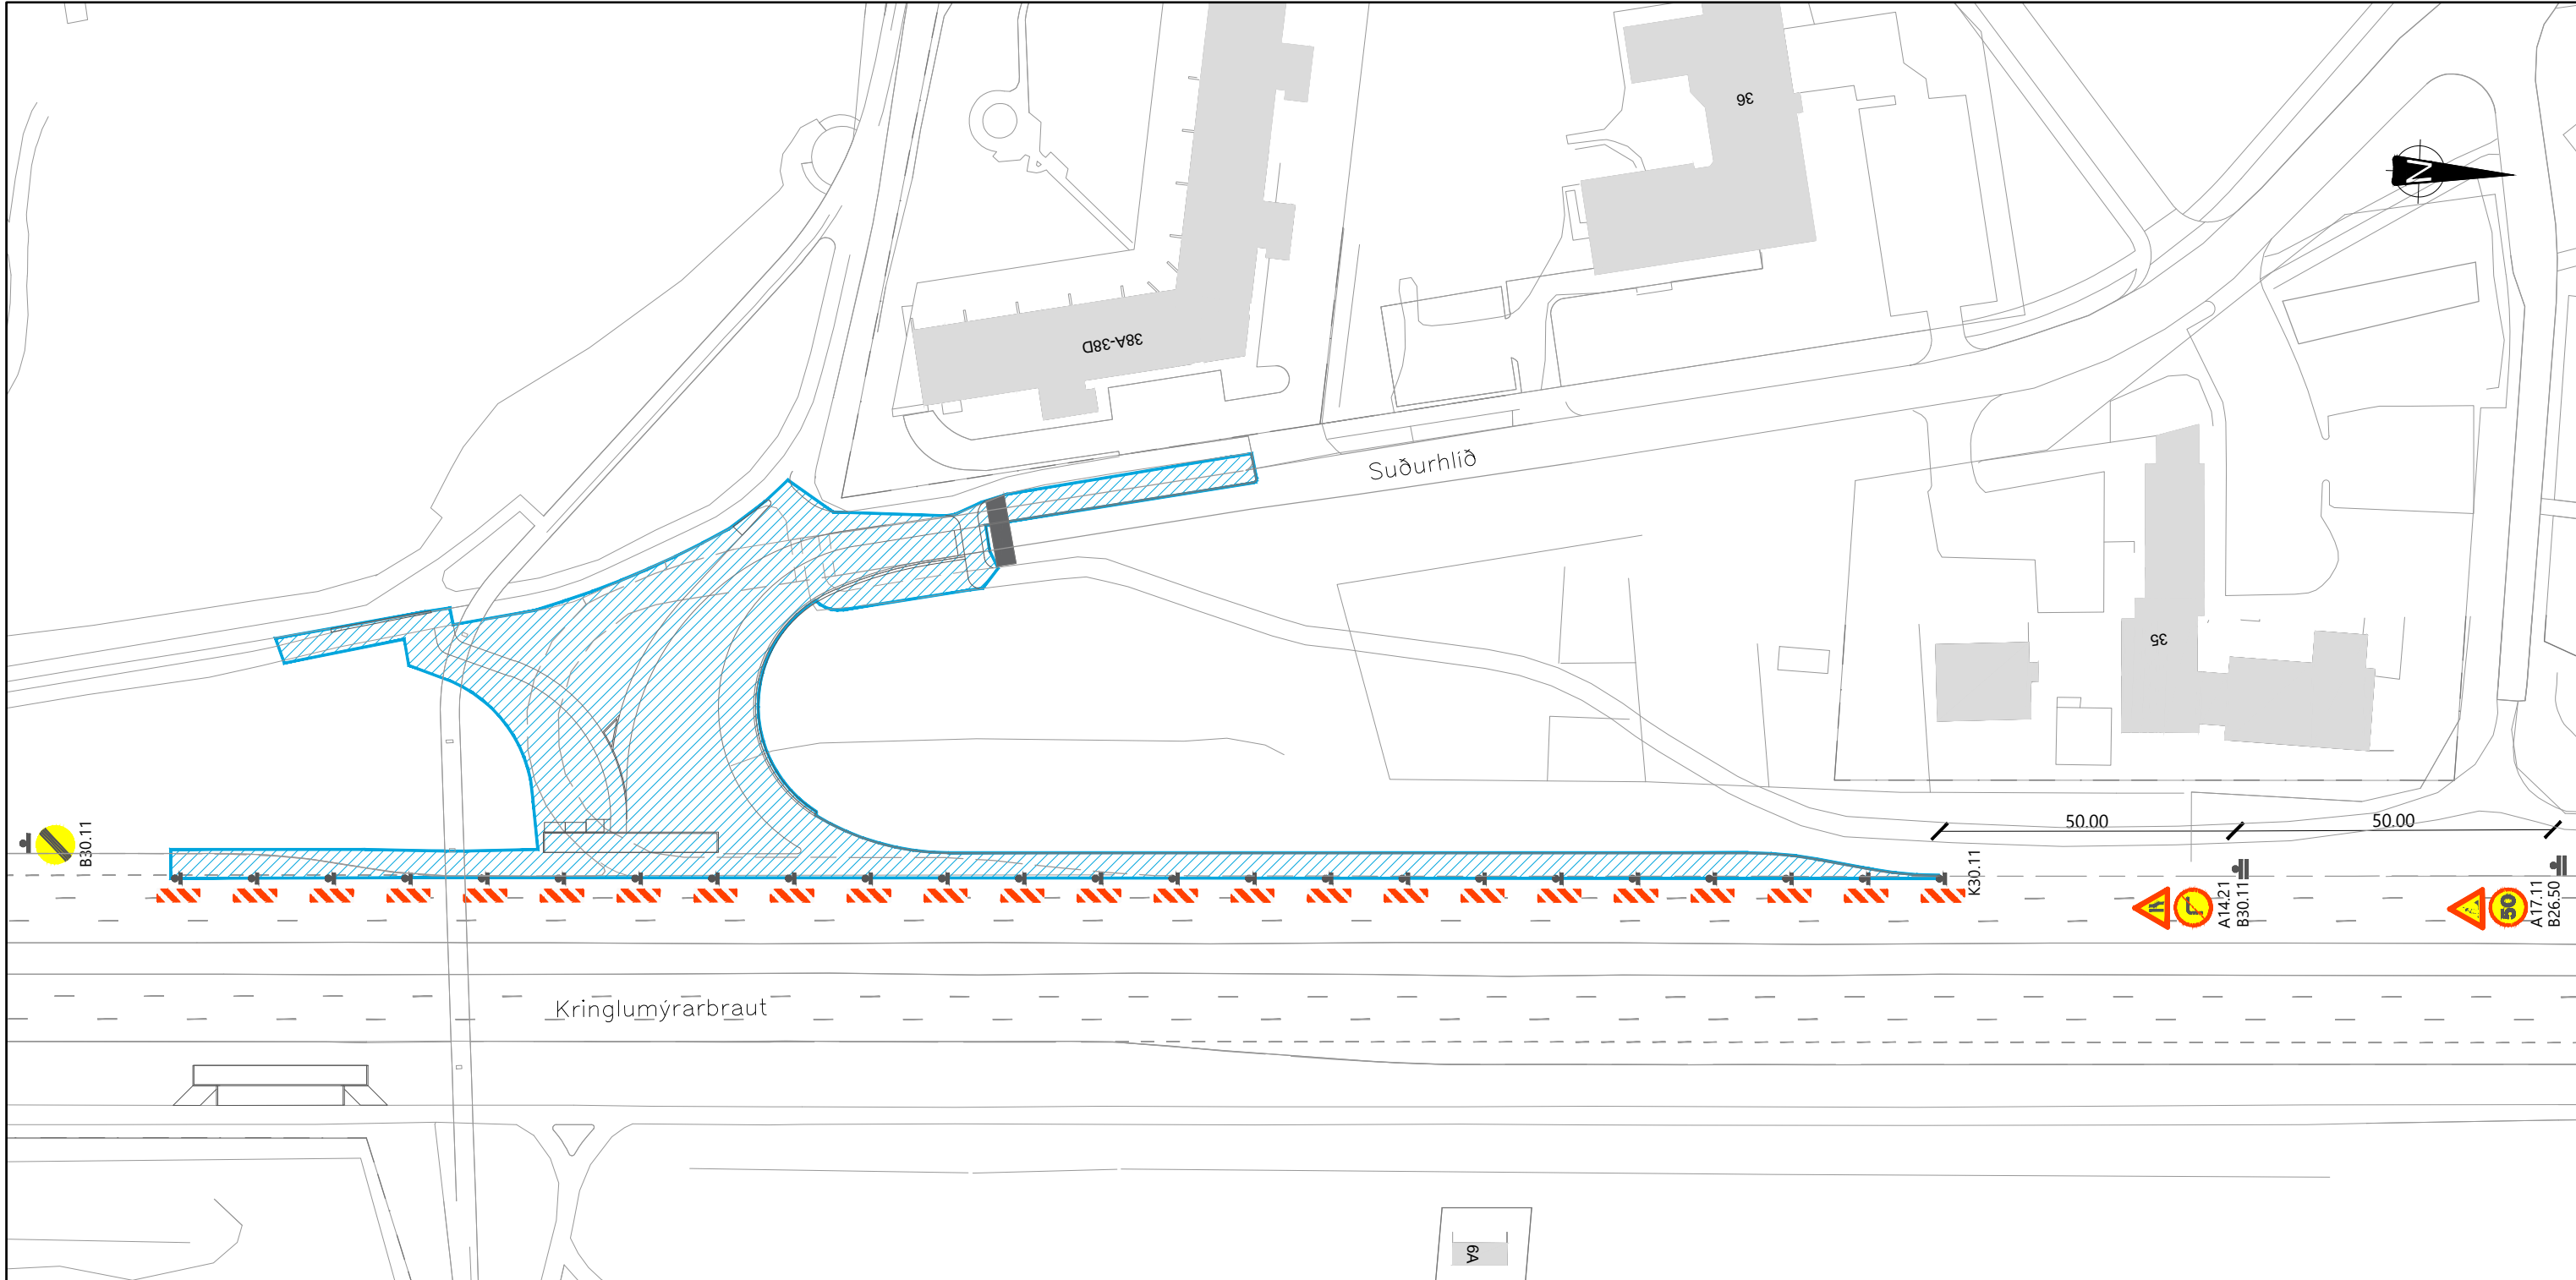 36
N
38A-38D
Suðurhlíð
35
50.00
50.00
B30.11
K30.11
A14.21
B30.11
50
A17.11
B26.50
Kringlumýrarbraut
6A